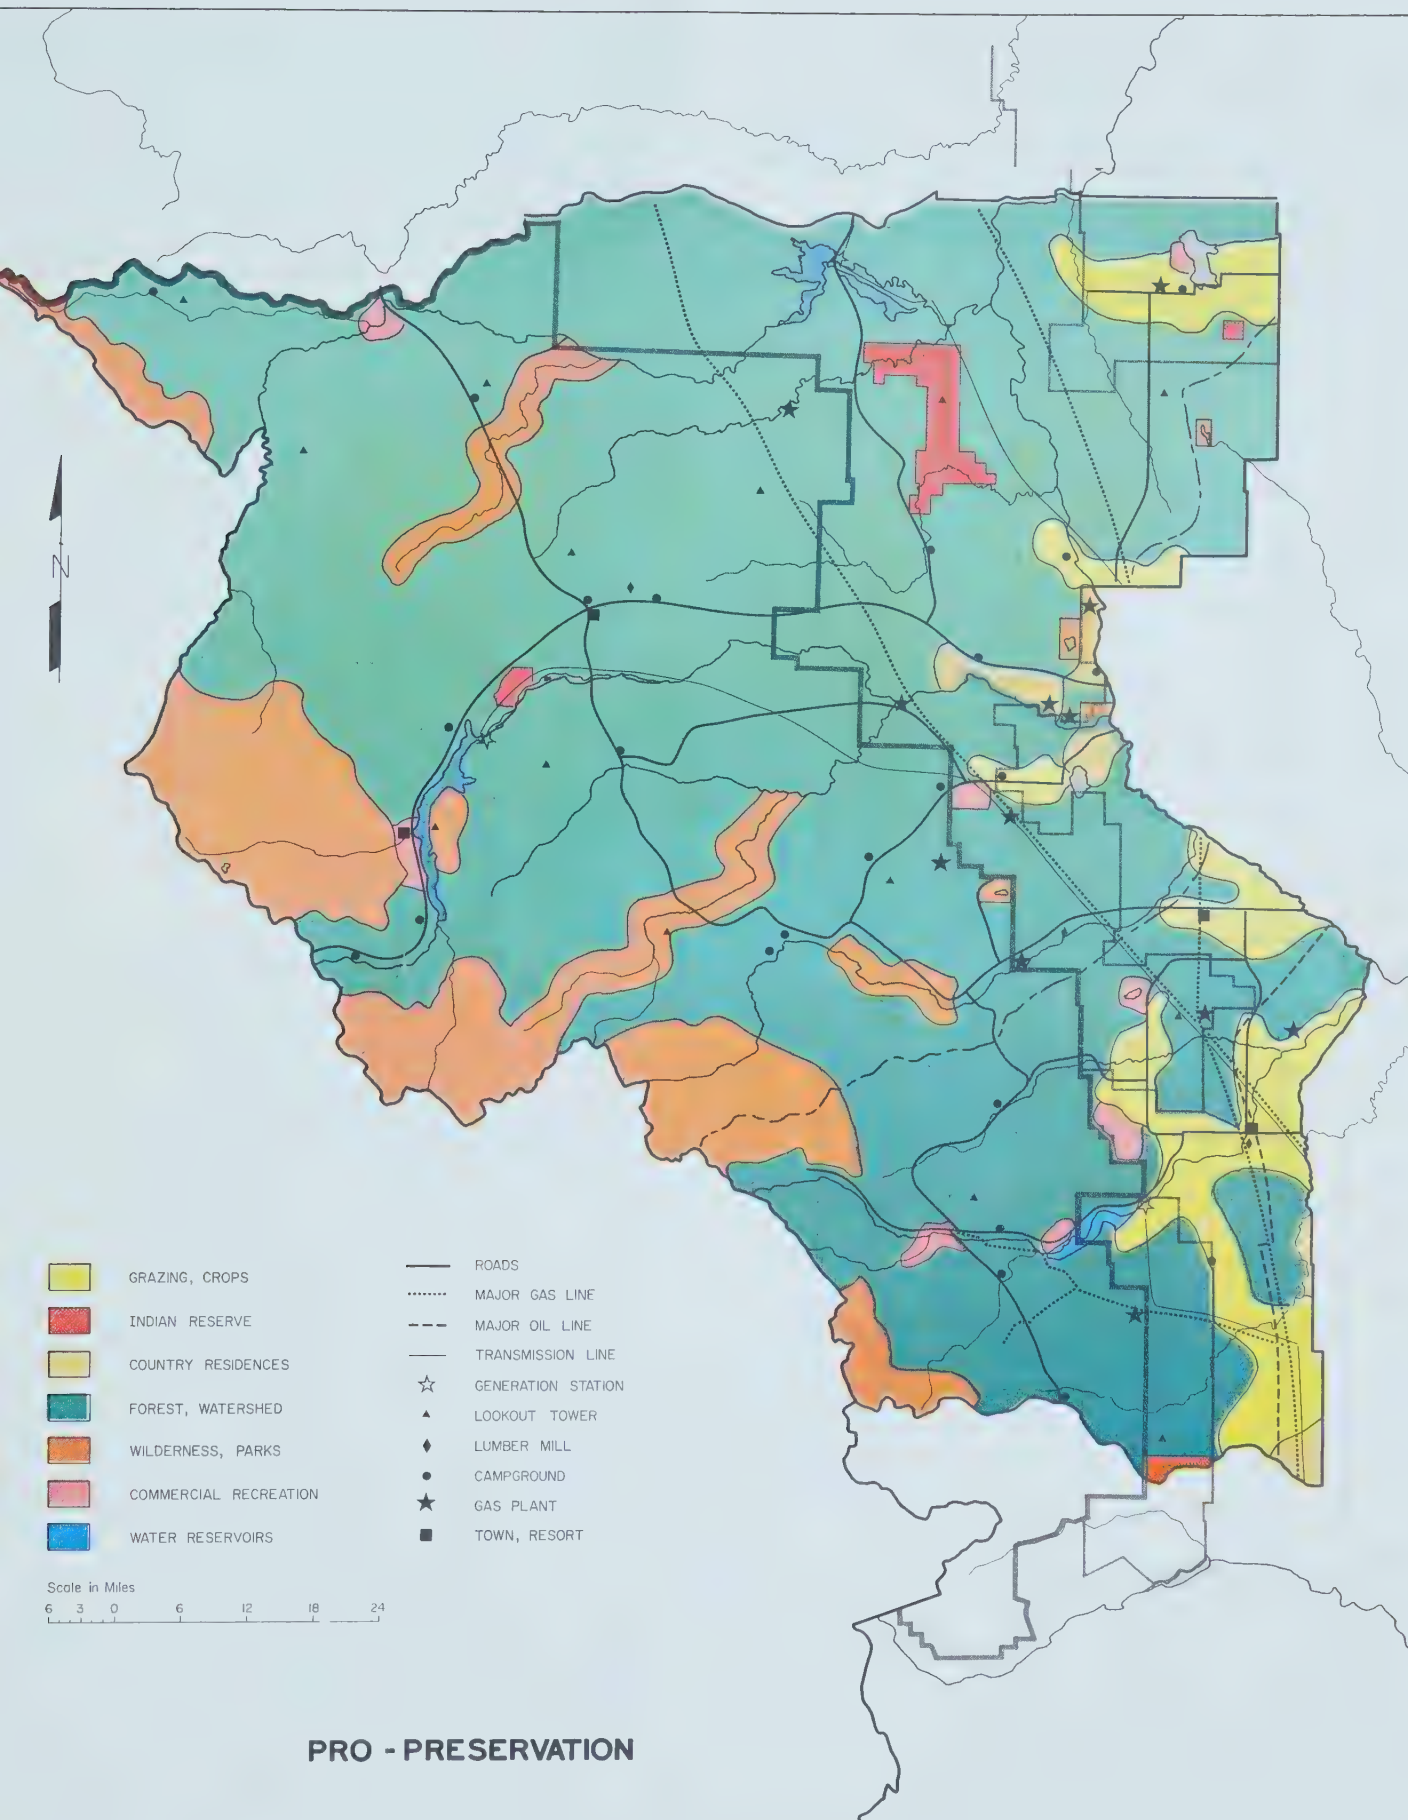 N
GRAZING, CROPS
INDIAN RESERVE
COUNTRY RESIDENCES
FOREST, WATERSHED
WILDERNESS, PARKS
COMMERCIAL RECREATION
WATER RESERVOIRS
ROADS
MAJOR GAS LINE
MAJOR OIL LINE
TRANSMISSION LINE
GENERATION STATION
LOOKOUT TOWER
LUMBER MILL
CAMPGROUND
GAS PLANT
TOWN, RESORT
Scale in Miles
6 3 0 6 12 18 24
PRO - PRESERVATION